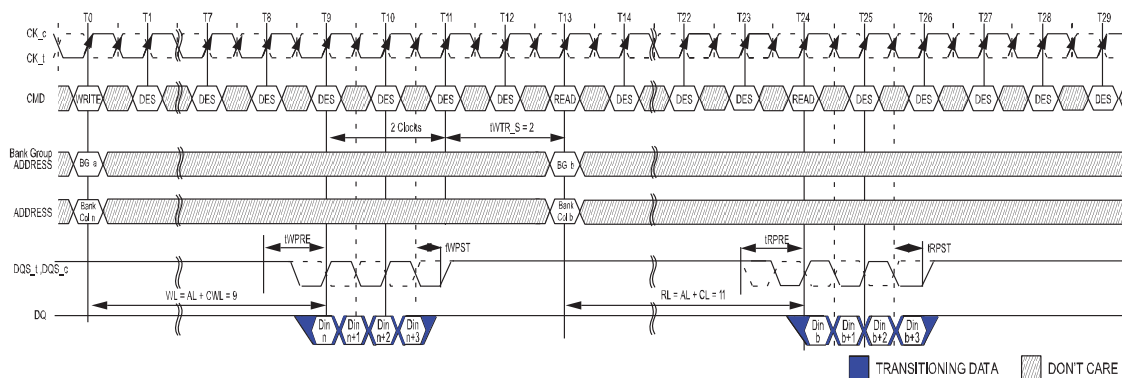 T0 T1 T7 T8 T9 T10 T11 T12 T13 T14 T22 T23 T24 T25 T26 T27 T28 T29
CK_c
CK_t
CMD WRITE DES DES DES DES DES DES DES READ DES DES DES READ DES DES DES DES DES
2 Clocks tWTR_S = 2
Bank Group
ADDRESS BG a BG b
ADDRESS Bank Col n Bank Col b
tWPRE tWPST tRPRE tRPST
DQS_t ,DQS_c
WL = AL + CWL = 9 RL = AL + CL = 11
DQ Din n Din n+1 Din n+2 Din n+3 Din b Din b+1 Din b+2 Din b+3
TRANSITIONING DATA DON'T CARE